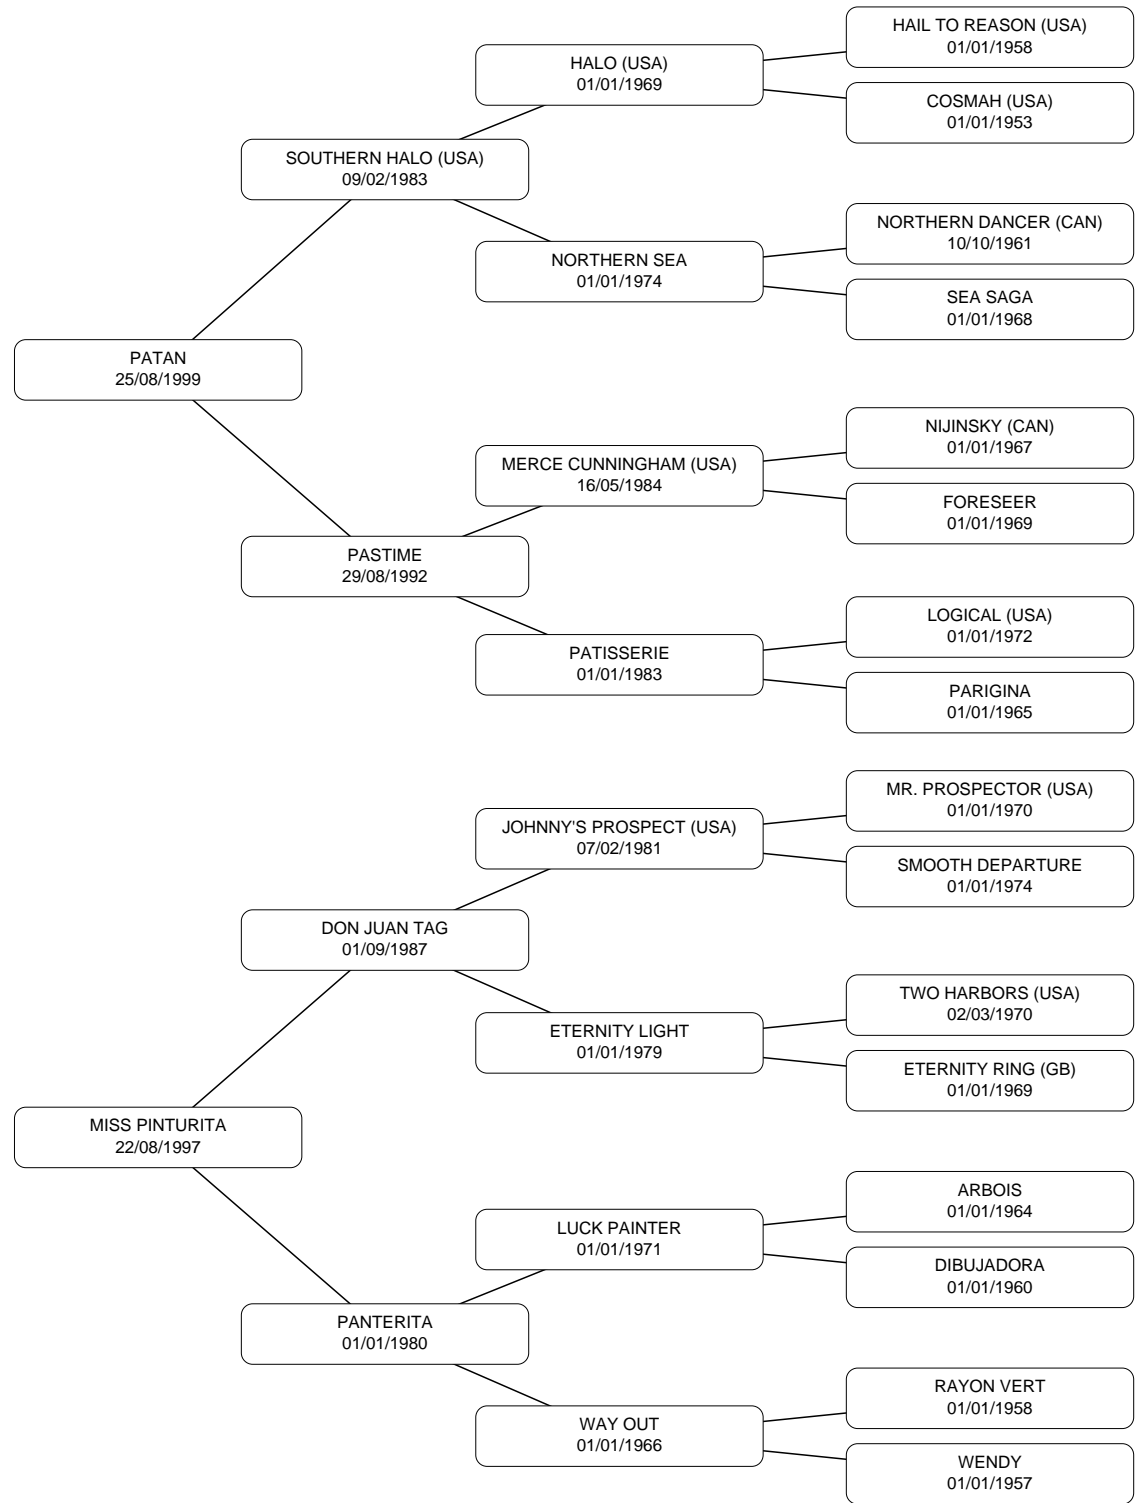 HAIL TO REASON (USA)
01/01/1958
HALO (USA)
01/01/1969
COSMAH (USA)
01/01/1953
SOUTHERN HALO (USA)
09/02/1983
NORTHERN DANCER (CAN)
10/10/1961
NORTHERN SEA
01/01/1974
SEA SAGA
01/01/1968
PATAN
25/08/1999
NIJINSKY (CAN)
01/01/1967
MERCE CUNNINGHAM (USA)
16/05/1984
FORESEER
01/01/1969
PASTIME
29/08/1992
LOGICAL (USA)
01/01/1972
PATISSERIE
01/01/1983
PARIGINA
01/01/1965
MR. PROSPECTOR (USA)
01/01/1970
JOHNNY'S PROSPECT (USA)
07/02/1981
SMOOTH DEPARTURE
01/01/1974
DON JUAN TAG
01/09/1987
TWO HARBORS (USA)
02/03/1970
ETERNITY LIGHT
01/01/1979
ETERNITY RING (GB)
01/01/1969
MISS PINTURITA
22/08/1997
ARBOIS
01/01/1964
LUCK PAINTER
01/01/1971
DIBUJADORA
01/01/1960
PANTERITA
01/01/1980
RAYON VERT
01/01/1958
WAY OUT
01/01/1966
WENDY
01/01/1957